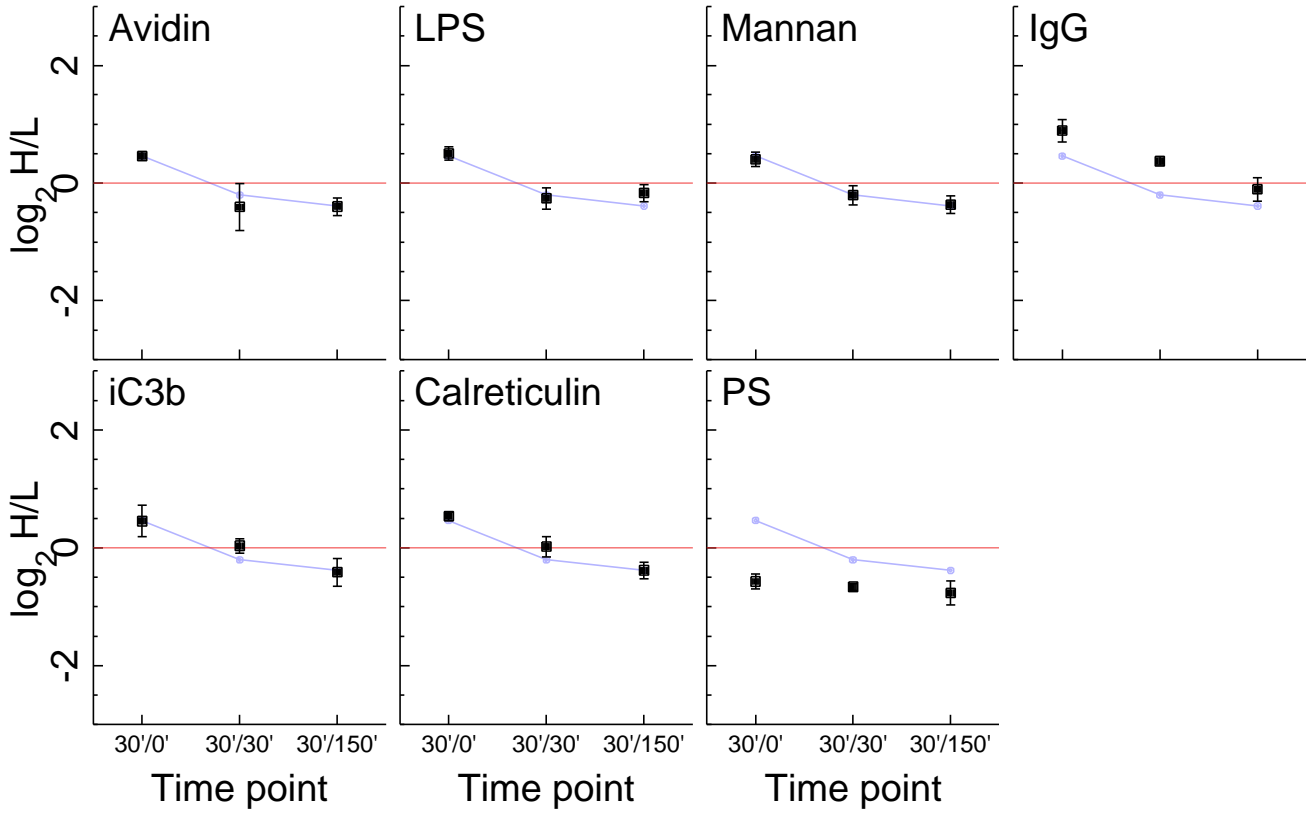 Avidin LPS Mannan IgG
2
0
-2
log2 H/L
iC3b Calreticulin PS
2
0
-2
log2 H/L
30'/0' 30'/30' 30'/150' 30'/0' 30'/30' 30'/150' 30'/0' 30'/30' 30'/150'
Time point Time point Time point